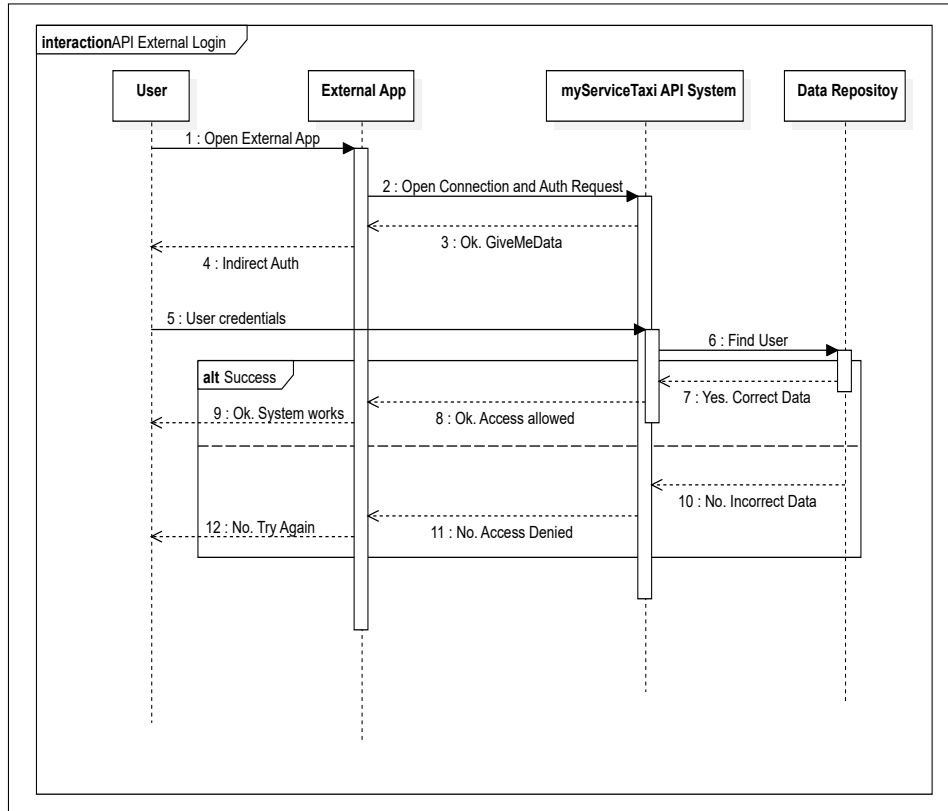 interactionAPI External Login
User
External App
myServiceTaxi API System
Data Repositoy
1 : Open External App
2 : Open Connection and Auth Request
3 : Ok. GiveMeData
4 : Indirect Auth
5 : User credentials
6 : Find User
alt Success
7 : Yes. Correct Data
8 : Ok. Access allowed
9 : Ok. System works
10 : No. Incorrect Data
11 : No. Access Denied
12 : No. Try Again